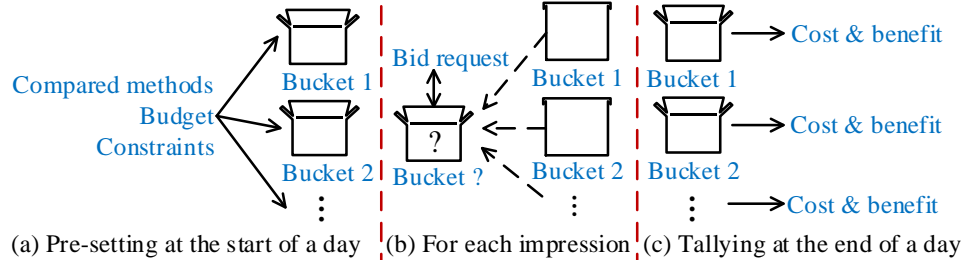 Compared methods
Budget
Constraints
Bucket 1
Bucket 2
⋮
(a) Pre-setting at the start of a day
Bid request
?
Bucket ?
Bucket 1
Bucket 2
⋮
(b) For each impression
Bucket 1
Cost & benefit
Bucket 2
Cost & benefit
⋮
Cost & benefit
(c) Tallying at the end of a day